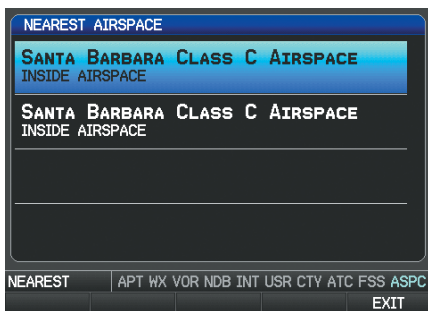 NEAREST AIRSPACE
SANTA BARBARA CLASS C AIRSPACE
INSIDE AIRSPACE
SANTA BARBARA CLASS C AIRSPACE
INSIDE AIRSPACE
NEAREST APT WX VOR NDB INT USR CTY ATC FSS ASPC
EXIT